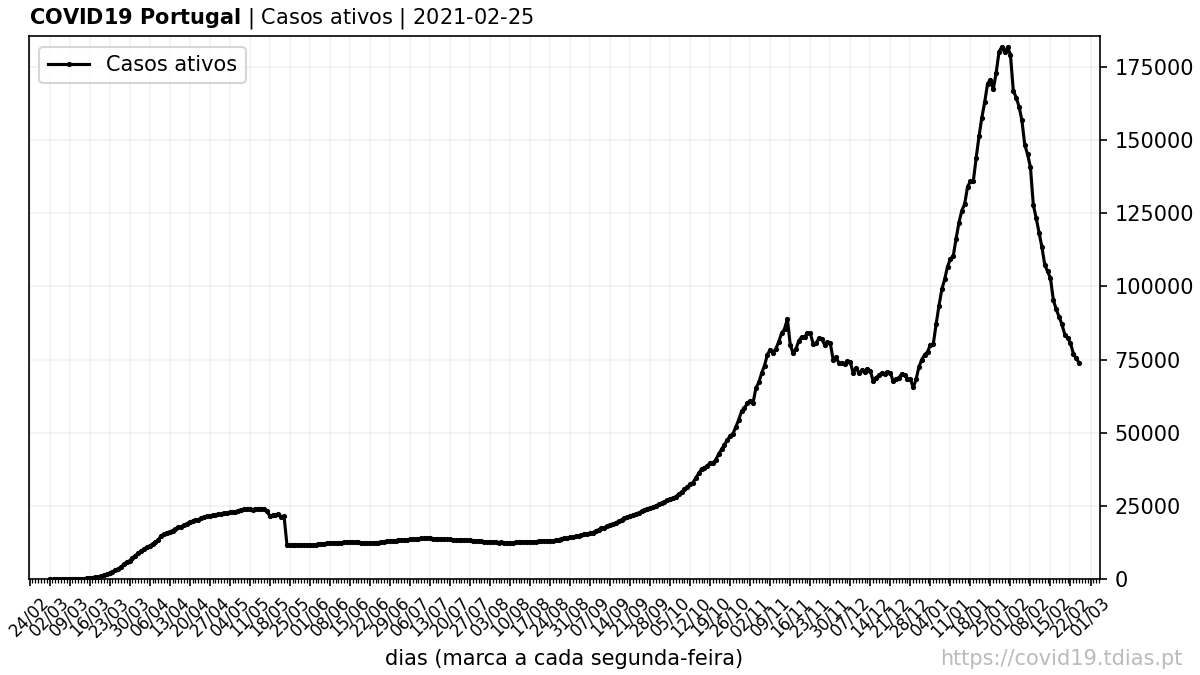 COVID19 Portugal | Casos ativos | 2021-02-25
Casos ativos
175000
150000
125000
100000
75000
50000
25000
0
24/02 02/03 09/03 16/03 23/03 30/03 06/04 13/04 20/04 27/04 04/05 11/05 18/05 25/05 01/06 08/06 15/06 22/06 29/06 06/07 13/07 20/07 27/07 03/08 10/08 17/08 24/08 31/08 07/09 14/09 21/09 28/09 05/10 12/10 19/10 26/10 02/11 09/11 16/11 23/11 30/11 07/12 14/12 21/12 28/12 04/01 11/01 18/01 25/01 01/02 08/02 15/02 22/02 01/03
dias (marca a cada segunda-feira)
https://covid19.tdias.pt